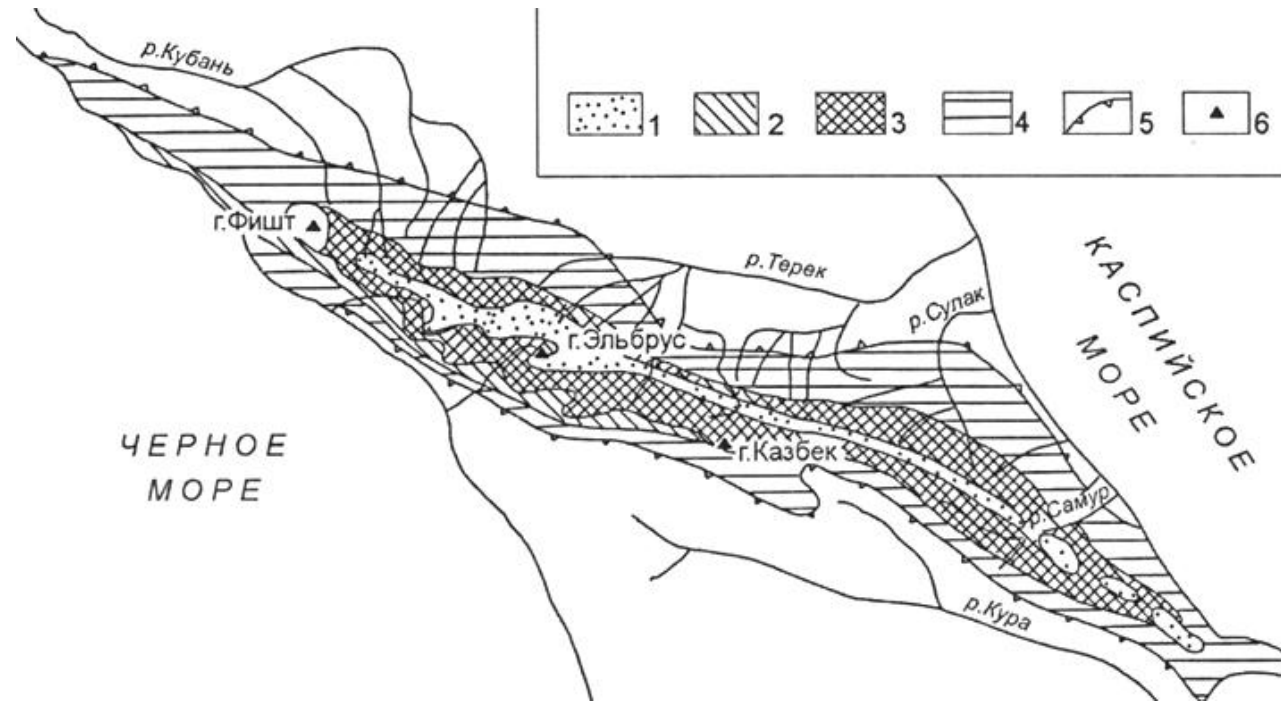 р.Кубань
1
2
3
4
5
6
г.Фишт
р.Терек
р.Сулак
г.Эльбрус
КАСПИЙСКОЕ
МОРЕ
ЧЕРНОЕ
МОРЕ
г.Казбек
р.Самур
р.Кура